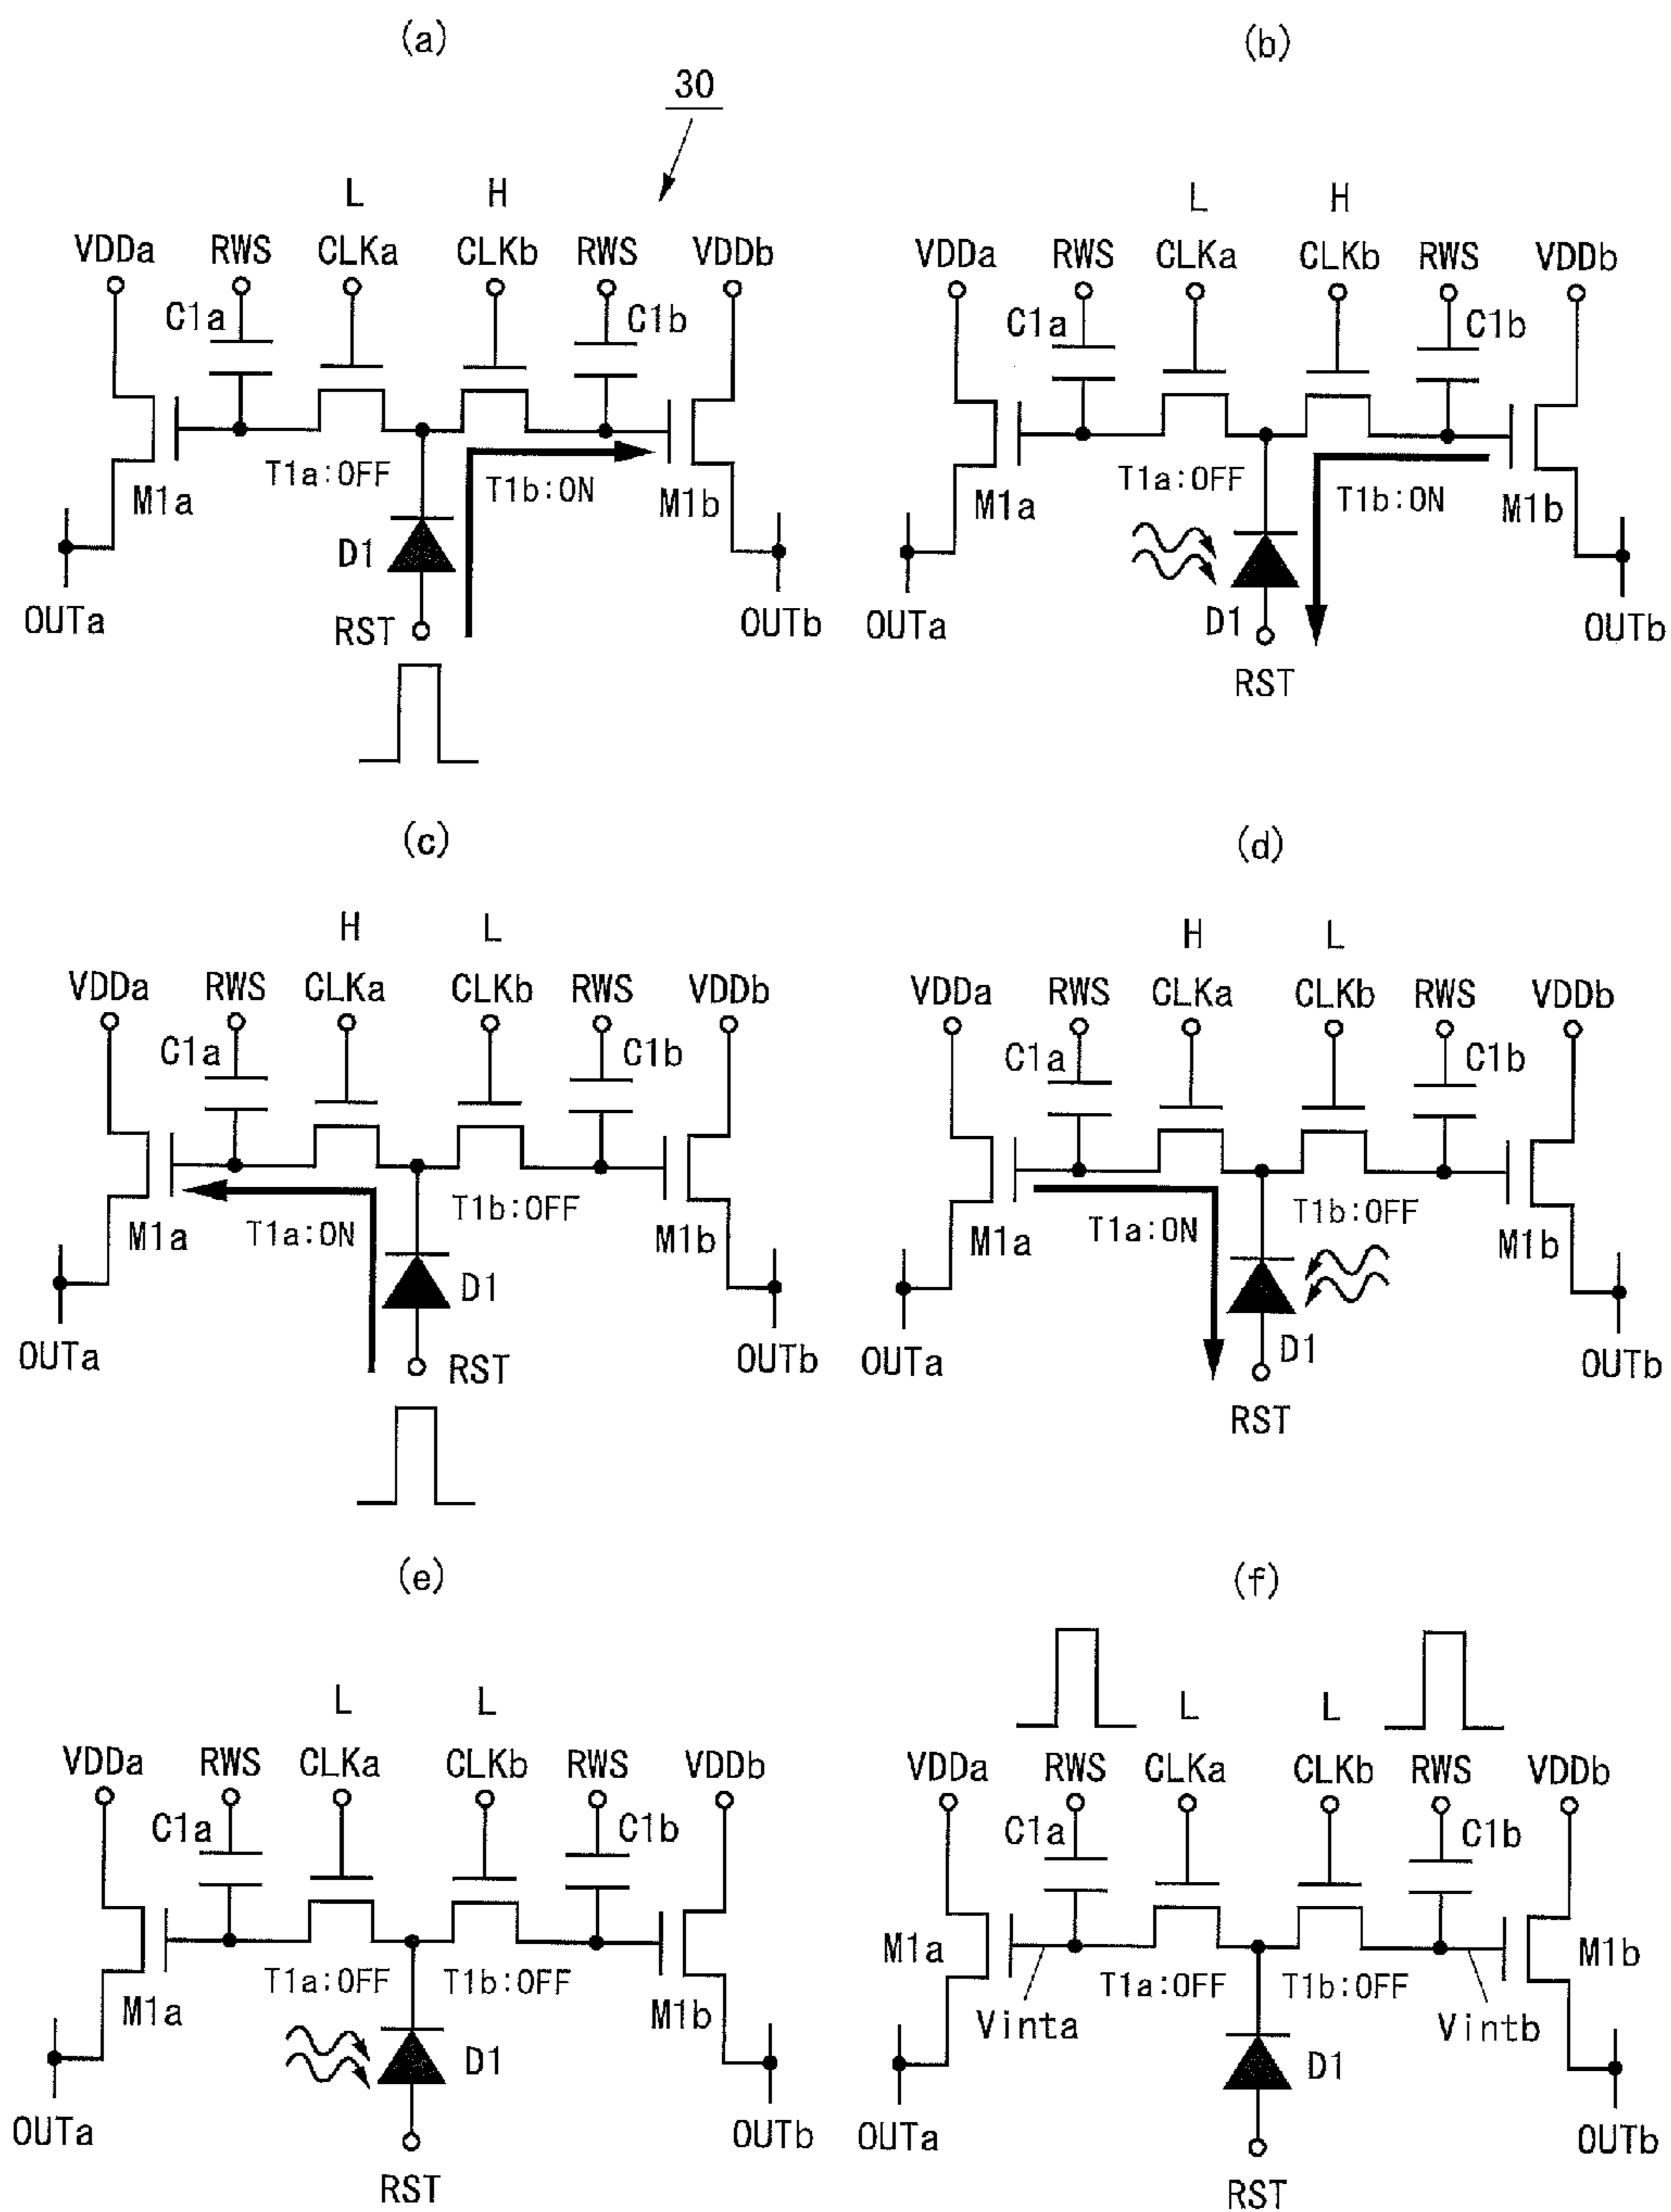 (a)
(b)
30
L H
L H
VDDa RWS CLKa CLKb RWS VDDb
VDDa RWS CLKa CLKb RWS VDDb
C1a C1b
C1a C1b
T1a:OFF T1b:ON
T1a:OFF T1b:ON
M1a M1b
M1a M1b
D1
D1
OUTa RST OUTb
OUTa RST OUTb
(c)
(d)
H L
H L
VDDa RWS CLKa CLKb RWS VDDb
VDDa RWS CLKa CLKb RWS VDDb
C1a C1b
C1a C1b
M1a T1a:ON T1b:OFF M1b
M1a T1a:ON T1b:OFF M1b
D1
D1
OUTa RST OUTb
OUTa RST OUTb
(e)
(f)
L L
L L
VDDa RWS CLKa CLKb RWS VDDb
VDDa RWS CLKa CLKb RWS VDDb
C1a C1b
C1a C1b
M1a T1a:OFF T1b:OFF M1b
M1a T1a:OFF T1b:OFF M1b
Vinta Vintb
D1
D1
OUTa RST OUTb
OUTa RST OUTb